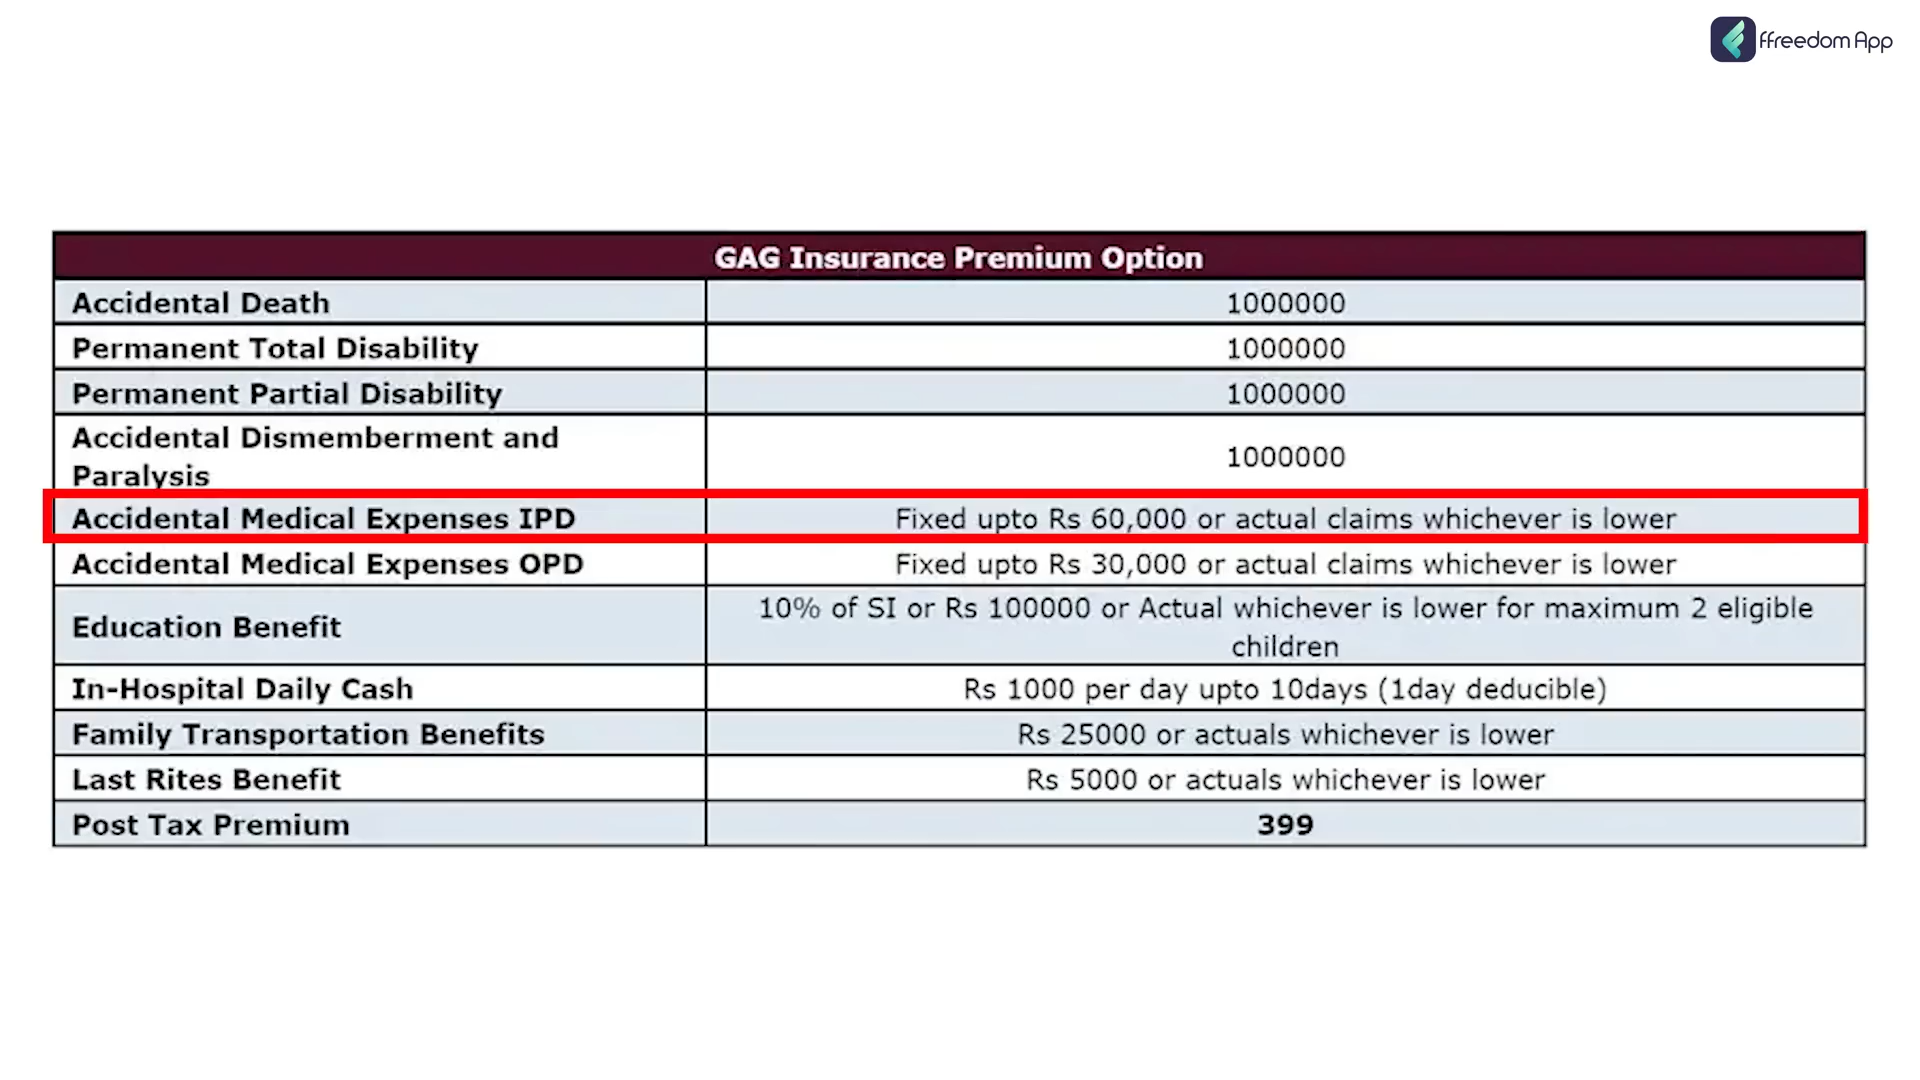 ffreedom App
GAG Insurance Premium Option
Accidental Death
1000000
Permanent Total Disability
1000000
Permanent Partial Disability
1000000
Accidental Dismemberment and
Paralysis
1000000
Accidental Medical Expenses IPD
Fixed upto Rs 60,000 or actual claims whichever is lower
Accidental Medical Expenses OPD
Fixed upto Rs 30,000 or actual claims whichever is lower
Education Benefit
10% of SI or Rs 100000 or Actual whichever is lower for maximum 2 eligible
children
In-Hospital Daily Cash
Rs 1000 per day upto 10days (1day deducible)
Family Transportation Benefits
Rs 25000 or actuals whichever is lower
Last Rites Benefit
Rs 5000 or actuals whichever is lower
Post Tax Premium
399